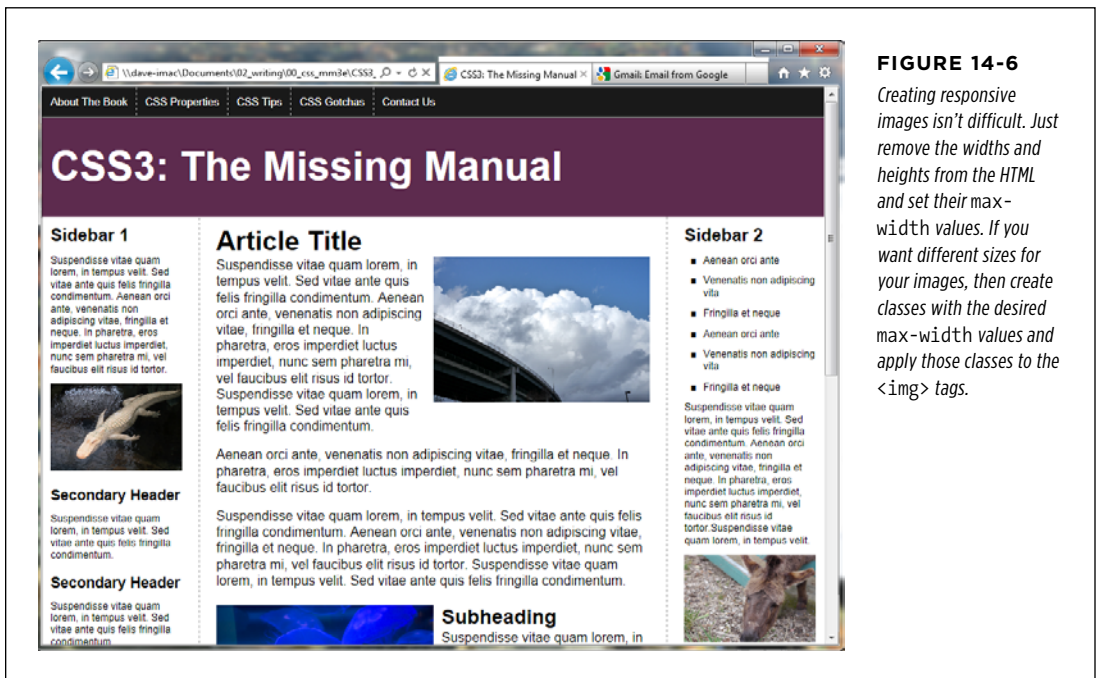 \\dave-imac\Documents\02_writing\00_css_mm3e\CSS3_
CSS3: The Missing Manual
Gmail: Email from Google
About The Book
CSS Properties
CSS Tips
CSS Gotchas
Contact Us
CSS3: The Missing Manual
Sidebar 1
Suspendisse vitae quam
lorem, in tempus velit. Sed
vitae ante quis felis fringilla
condimentum. Aenean orci
ante, venenatis non
adipiscing vitae, fringilla et
neque. In pharetra, eros
imperdiet luctus imperdiet,
nunc sem pharetra mi, vel
faucibus elit risus id tortor.
Secondary Header
Suspendisse vitae quam
lorem, in tempus velit. Sed
vitae ante quis felis fringilla
condimentum.
Secondary Header
Suspendisse vitae quam
lorem, in tempus velit. Sed
vitae ante quis felis fringilla
condimentum
Article Title
Suspendisse vitae quam lorem, in
tempus velit. Sed vitae ante quis
felis fringilla condimentum. Aenean
orci ante, venenatis non adipiscing
vitae, fringilla et neque. In
pharetra, eros imperdiet luctus
imperdiet, nunc sem pharetra mi,
vel faucibus elit risus id tortor.
Suspendisse vitae quam lorem, in
tempus velit. Sed vitae ante quis
felis fringilla condimentum.
Aenean orci ante, venenatis non adipiscing vitae, fringilla et neque. In
pharetra, eros imperdiet luctus imperdiet, nunc sem pharetra mi, vel
faucibus elit risus id tortor.
Suspendisse vitae quam lorem, in tempus velit. Sed vitae ante quis felis
fringilla condimentum. Aenean orci ante, venenatis non adipiscing vitae,
fringilla et neque. In pharetra, eros imperdiet luctus imperdiet, nunc sem
pharetra mi, vel faucibus elit risus id tortor. Suspendisse vitae quam
lorem, in tempus velit. Sed vitae ante quis felis fringilla condimentum.
Subheading
Suspendisse vitae quam lorem, in
Sidebar 2
Aenean orci ante
Venenatis non adipiscing
vita
Fringilla et neque
Aenean orci ante
Venenatis non adipiscing
vita
Fringilla et neque
Suspendisse vitae quam
lorem, in tempus velit. Sed
vitae ante quis felis fringilla
condimentum. Aenean orci
ante, venenatis non
adipiscing vitae, fringilla et
neque. In pharetra, eros
imperdiet luctus imperdiet,
nunc sem pharetra mi, vel
faucibus elit risus id
tortor.Suspendisse vitae
quam lorem, in tempus velit.
FIGURE 14-6
Creating responsive
images isn't difficult. Just
remove the widths and
heights from the HTML
and set their max-
width values. If you
want different sizes for
your images, then create
classes with the desired
max-width values and
apply those classes to the
<img> tags.